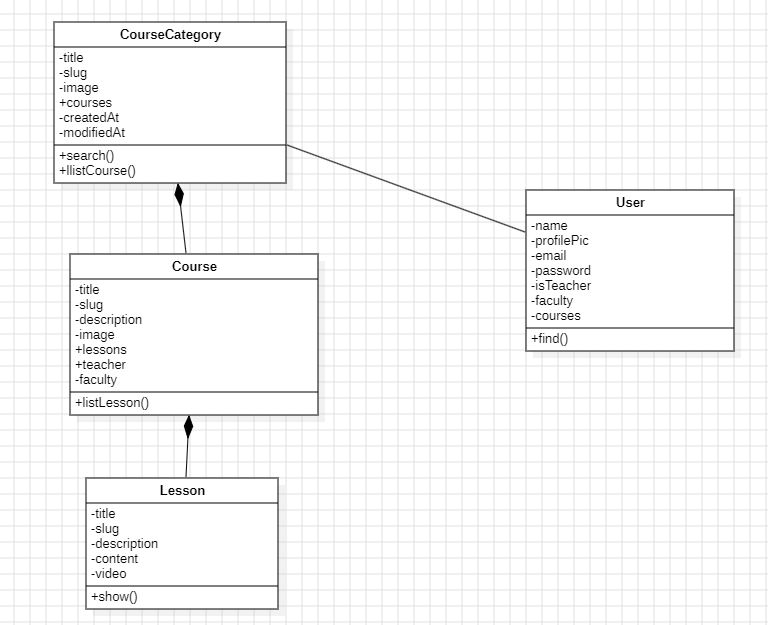 CourseCategory
-title
-slug
-image
+courses
-createdAt
-modifiedAt
+search()
+llistCourse()
User
-name
-profilePic
-email
-password
-isTeacher
-faculty
-courses
+find()
Course
-title
-slug
-description
-image
+lessons
+teacher
-faculty
+listLesson()
Lesson
-title
-slug
-description
-content
-video
+show()